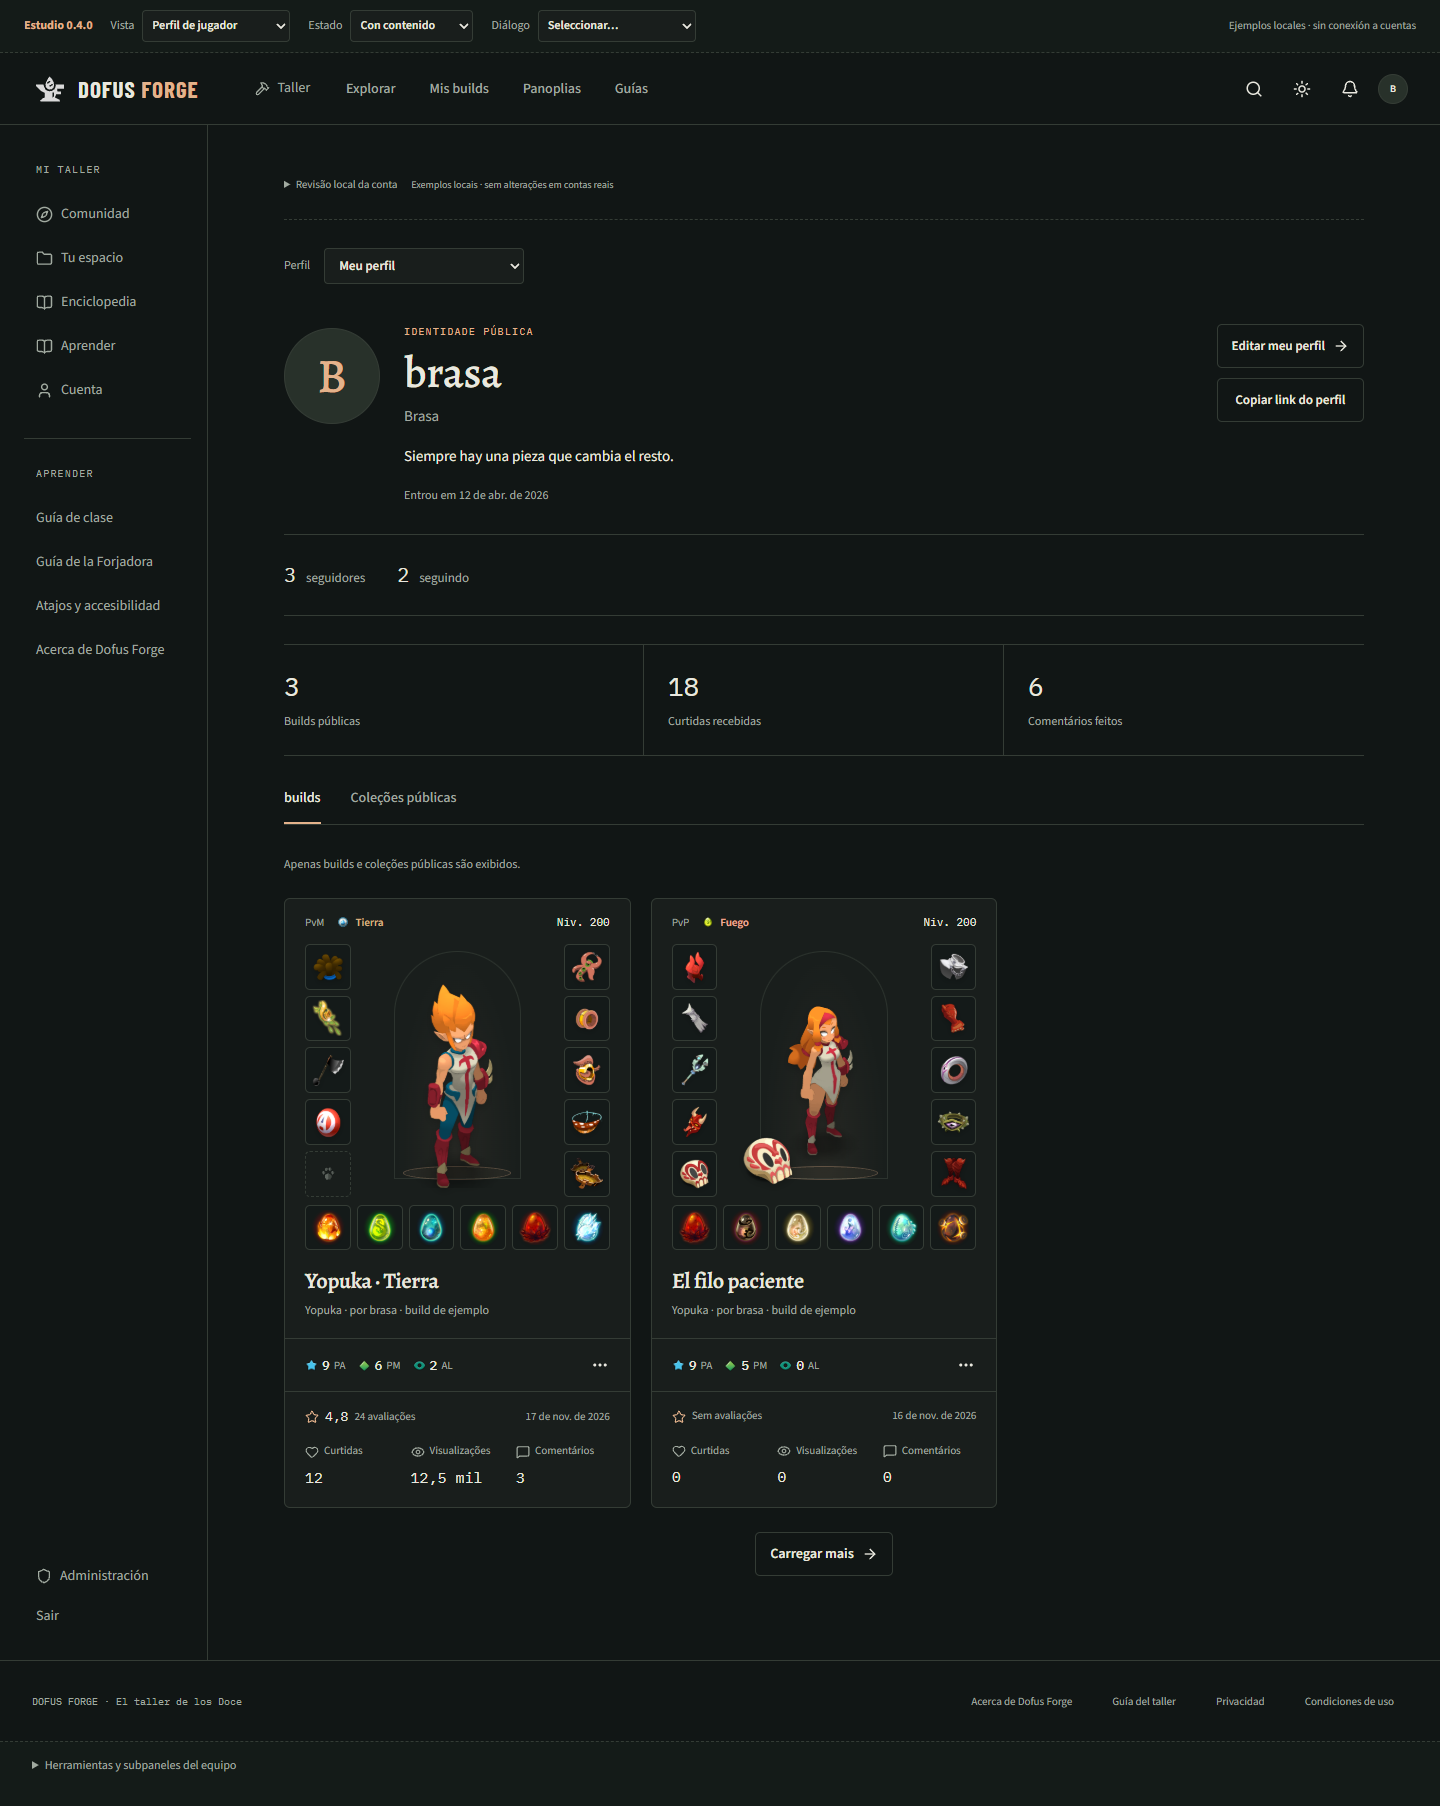 Estudio 0.4.0 Vista Perfil de jugador Estado Con contenido Diálogo Seleccionar... Ejemplos locales · sin conexión a cuentas
DOFUS FORGE Taller Explorar Mis builds Panoplias Guías B
MI TALLER
Comunidad
Tu espacio
Enciclopedia
Aprender
Cuenta
APRENDER
Guía de clase
Guía de la Forjadora
Atajos y accesibilidad
Acerca de Dofus Forge
Administración
Sair
Revisão local da conta Exemplos locais · sem alterações em contas reais
Perfil Meu perfil
B
IDENTIDADE PÚBLICA
brasa
Brasa
Siempre hay una pieza que cambia el resto.
Entrou em 12 de abr. de 2026
Editar meu perfil
Copiar link do perfil
3 seguidores 2 seguindo
3
Builds públicas
18
Curtidas recebidas
6
Comentários feitos
builds Coleções públicas
Apenas builds e coleções públicas são exibidos.
PvM Tierra Niv. 200
Yopuka · Tierra
Yopuka · por brasa · build de ejemplo
9 PA 6 PM 2 AL
4,8 24 avaliações 17 de nov. de 2026
Curtidas Visualizações Comentários
12 12,5 mil 3
PvP Fuego Niv. 200
El filo paciente
Yopuka · por brasa · build de ejemplo
9 PA 5 PM 0 AL
Sem avaliações 16 de nov. de 2026
Curtidas Visualizações Comentários
0 0 0
Carregar mais
DOFUS FORGE · El taller de los Doce Acerca de Dofus Forge Guía del taller Privacidad Condiciones de uso
Herramientas y subpaneles del equipo